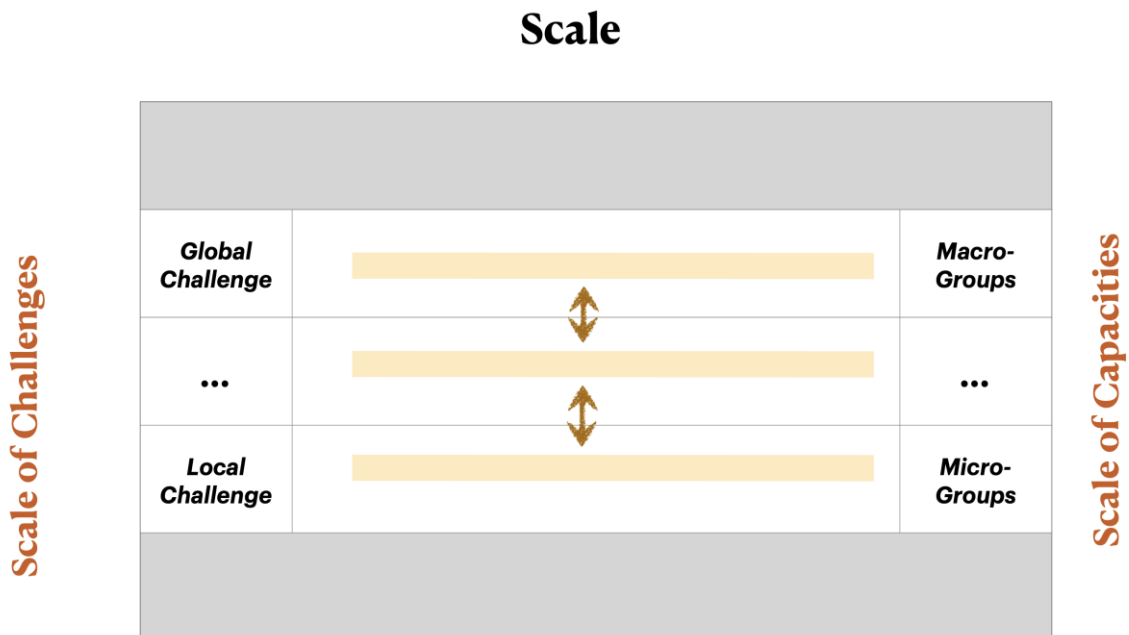 Scale
Scale of Challenges
Global
Challenge
Macro-
Groups
...
...
Local
Challenge
Micro-
Groups
Scale of Capacities